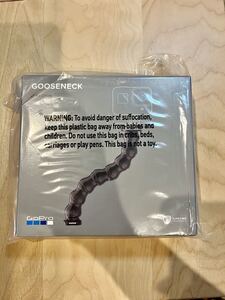 GOOSENECK
WARNING: To avoid danger of suffocation,
keep this plastic bag away from babies and
children. Do not use this bag in cribs, beds,
carriages or play pens. This bag is not a toy.
GoPro